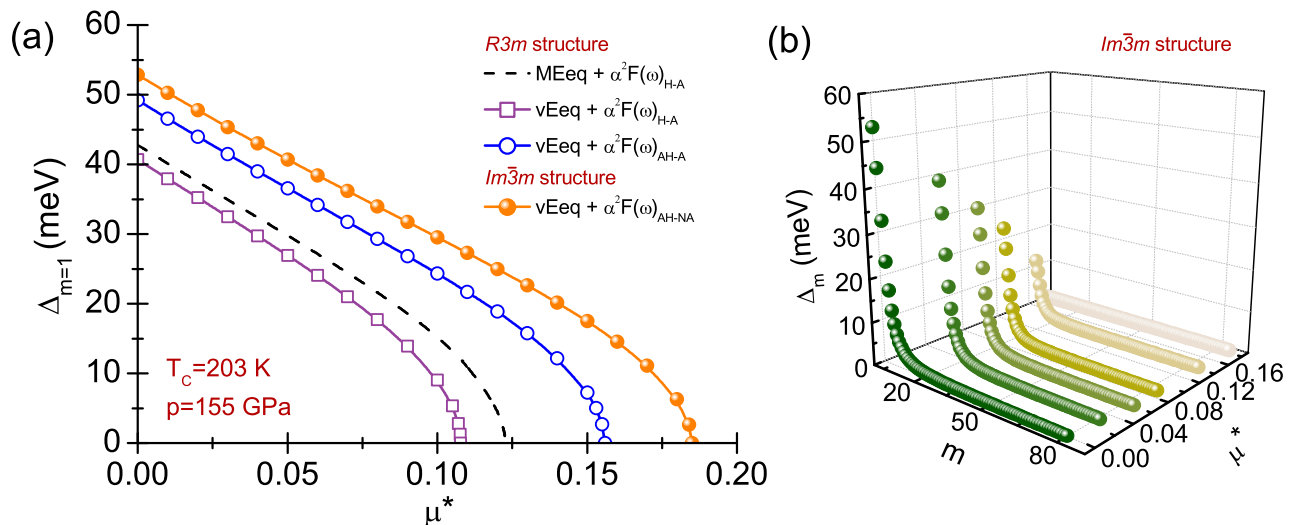 (a)
60
50
40
30
20
10
0
Δm=1 (meV)
0.00 0.05 0.10 0.15 0.20
μ*
R3m structure
MEeq + α²F(ω)H-A
vEeq + α²F(ω)H-A
vEeq + α²F(ω)AH-A
Im3̅m structure
vEeq + α²F(ω)AH-NA
TC=203 K
p=155 GPa
(b)
Im3̅m structure
60
50
40
30
20
10
0
Δm (meV)
20 50 80
m
0.00 0.04 0.08 0.12 0.16
μ*